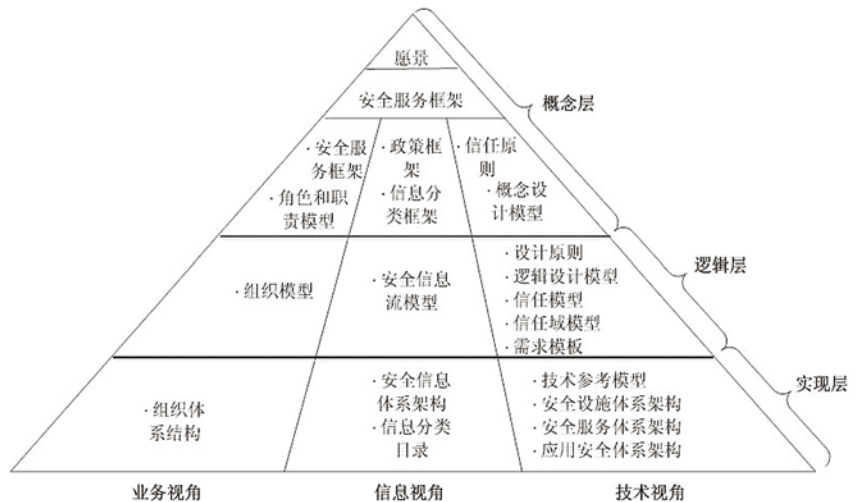 愿景
安全服务框架
概念层
·安全服
务框架
·角色和职
责模型
·政策框
架
·信息分
类框架
·信任原
则
·概念设
计模型
逻辑层
·组织模型
·安全信息
流模型
·设计原则
·逻辑设计模型
·信任模型
·信任域模型
·需求模板
实现层
·组织体
系结构
·安全信息
体系架构
·信息分类
目录
·技术参考模型
·安全设施体系架构
·安全服务体系架构
·应用安全体系架构
业务视角
信息视角
技术视角